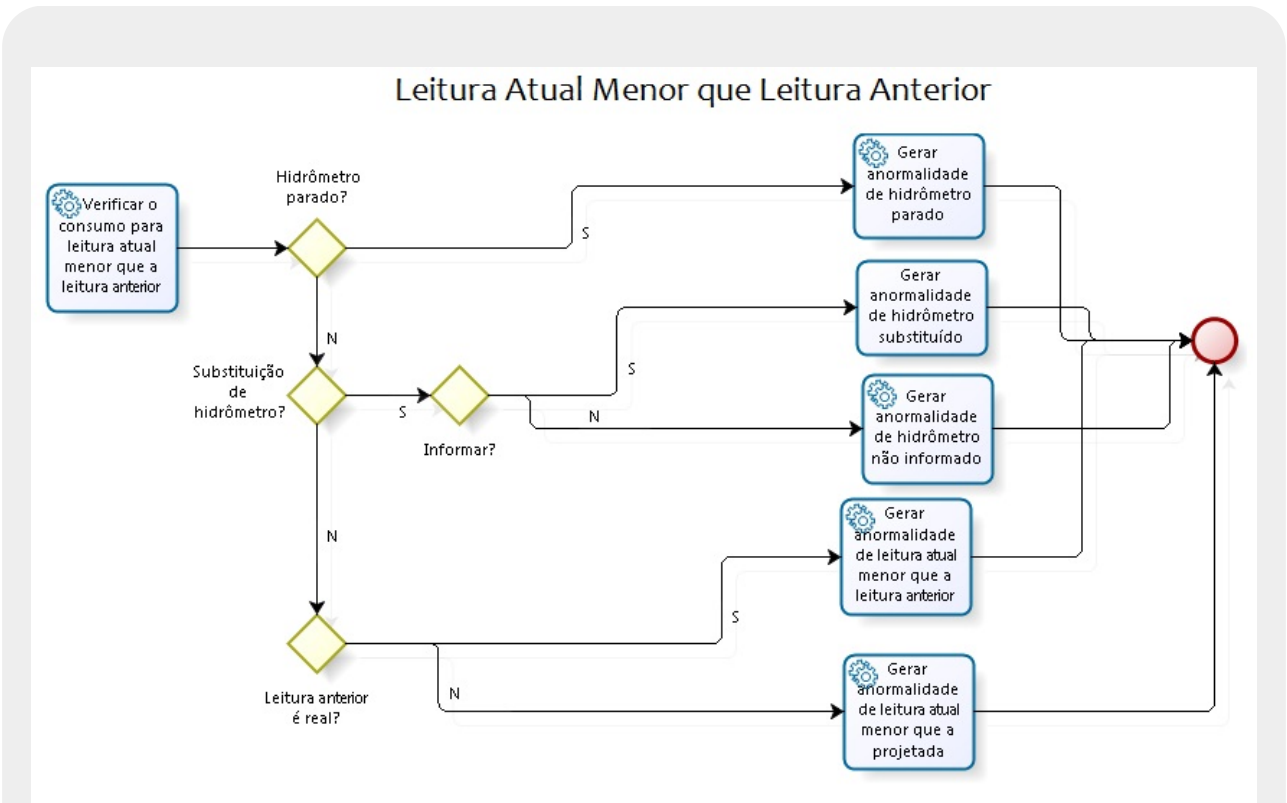 Leitura Atual Menor que Leitura Anterior
Verificar o
consumo para
leitura atual
menor que a
leitura anterior
Hidrômetro
parado?
S
N
Gerar
anormalidade
de hidrômetro
parado
Substituição
de
hidrômetro?
S
N
Informar?
S
N
Gerar
anormalidade
de hidrômetro
substituído
Gerar
anormalidade
de hidrômetro
não informado
Leitura anterior
é real?
S
N
Gerar
anormalidade
de leitura atual
menor que a
leitura anterior
Gerar
anormalidade
de leitura atual
menor que a
projetada